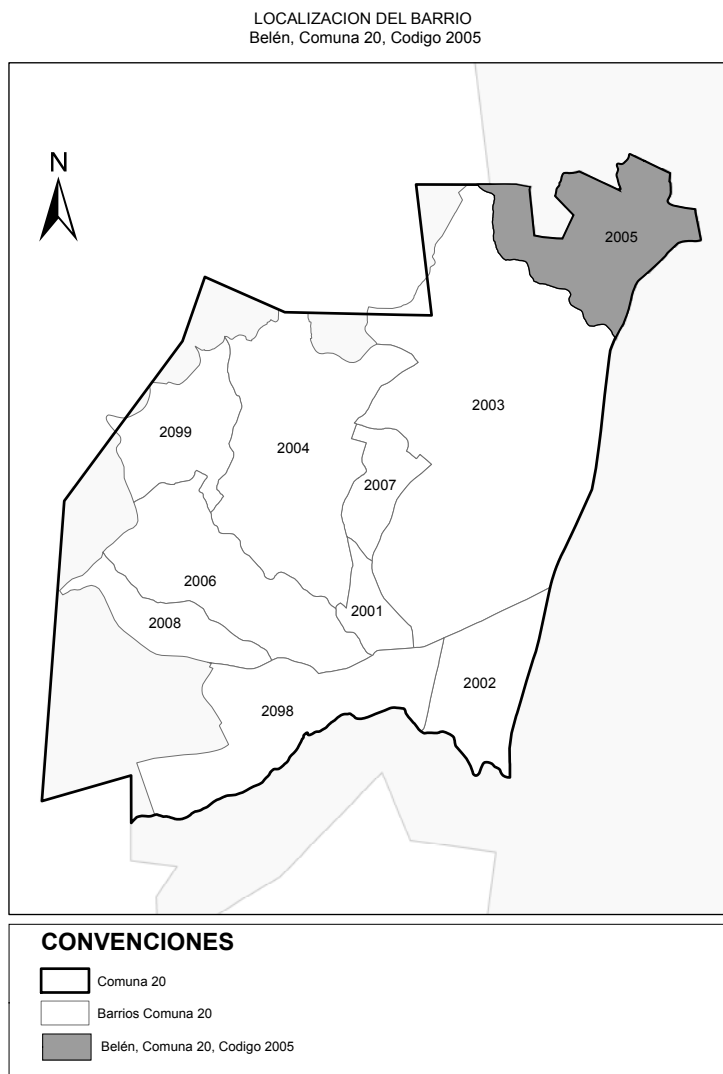 LOCALIZACION DEL BARRIO
Belén, Comuna 20, Codigo 2005
N
2005
2003
2099
2004
2007
2006
2001
2008
2002
2098
CONVENCIONES
Comuna 20
Barrios Comuna 20
Belén, Comuna 20, Codigo 2005